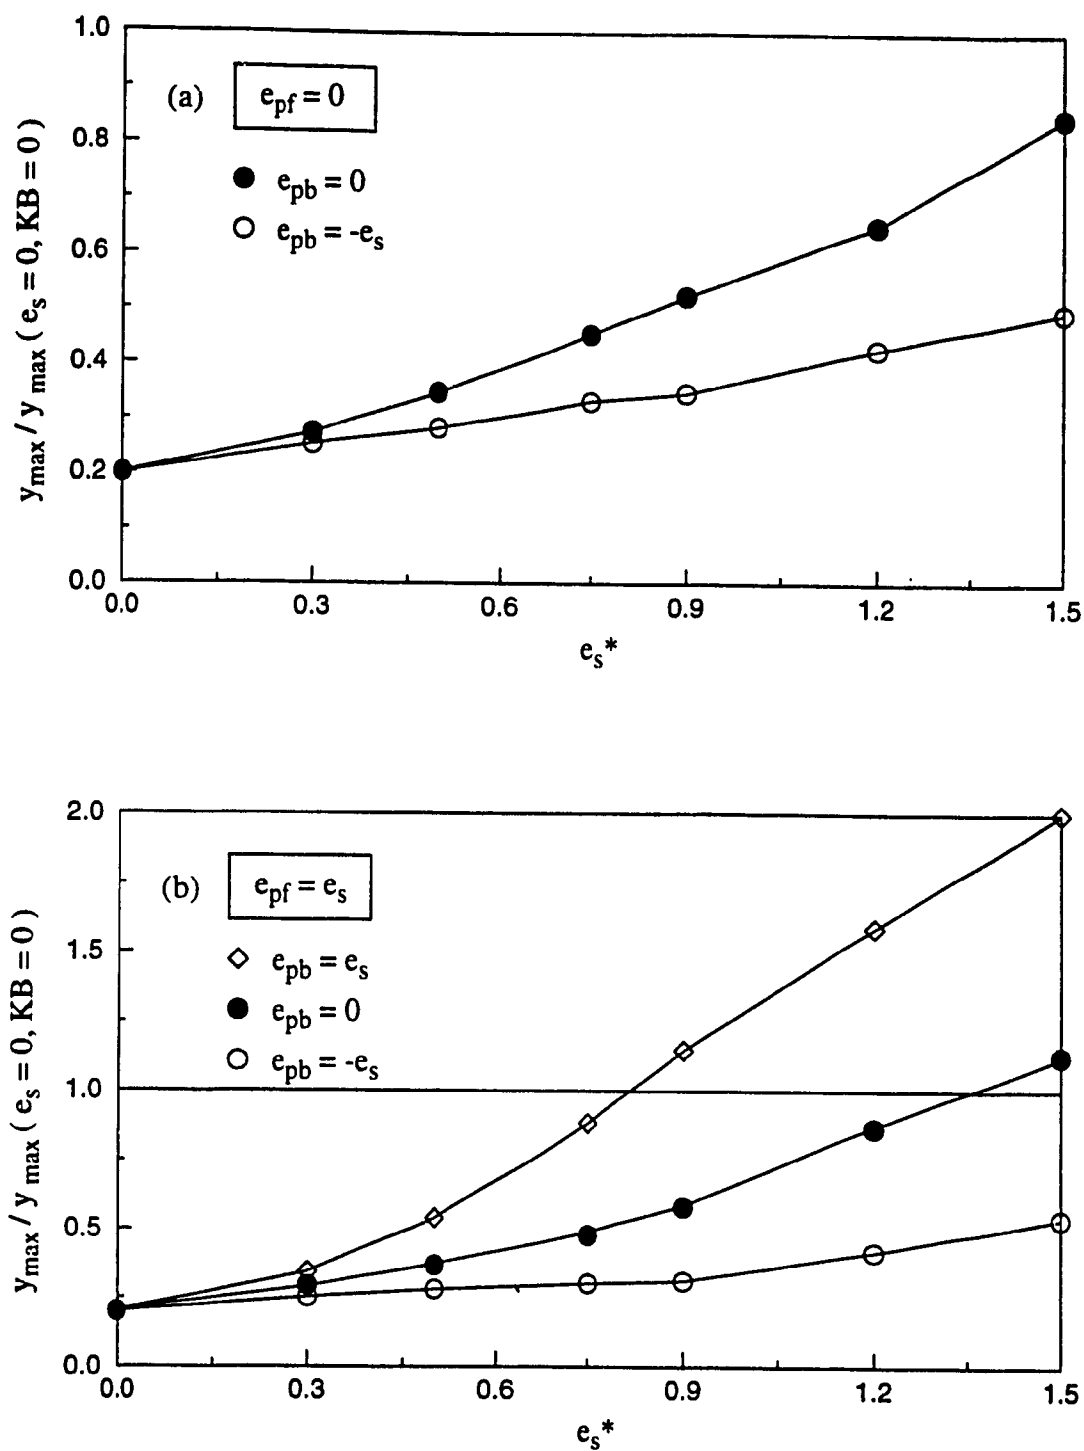 1.0
(a)
e_pf = 0
0.8
e_pb = 0
e_pb = -e_s
0.6
0.4
0.2
0.0
y_max / y_max ( e_s = 0, KB = 0 )
0.0 0.3 0.6 0.9 1.2 1.5
e_s*
2.0
(b)
e_pf = e_s
e_pb = e_s
1.5
e_pb = 0
e_pb = -e_s
1.0
0.5
0.0
y_max / y_max ( e_s = 0, KB = 0 )
0.0 0.3 0.6 0.9 1.2 1.5
e_s*